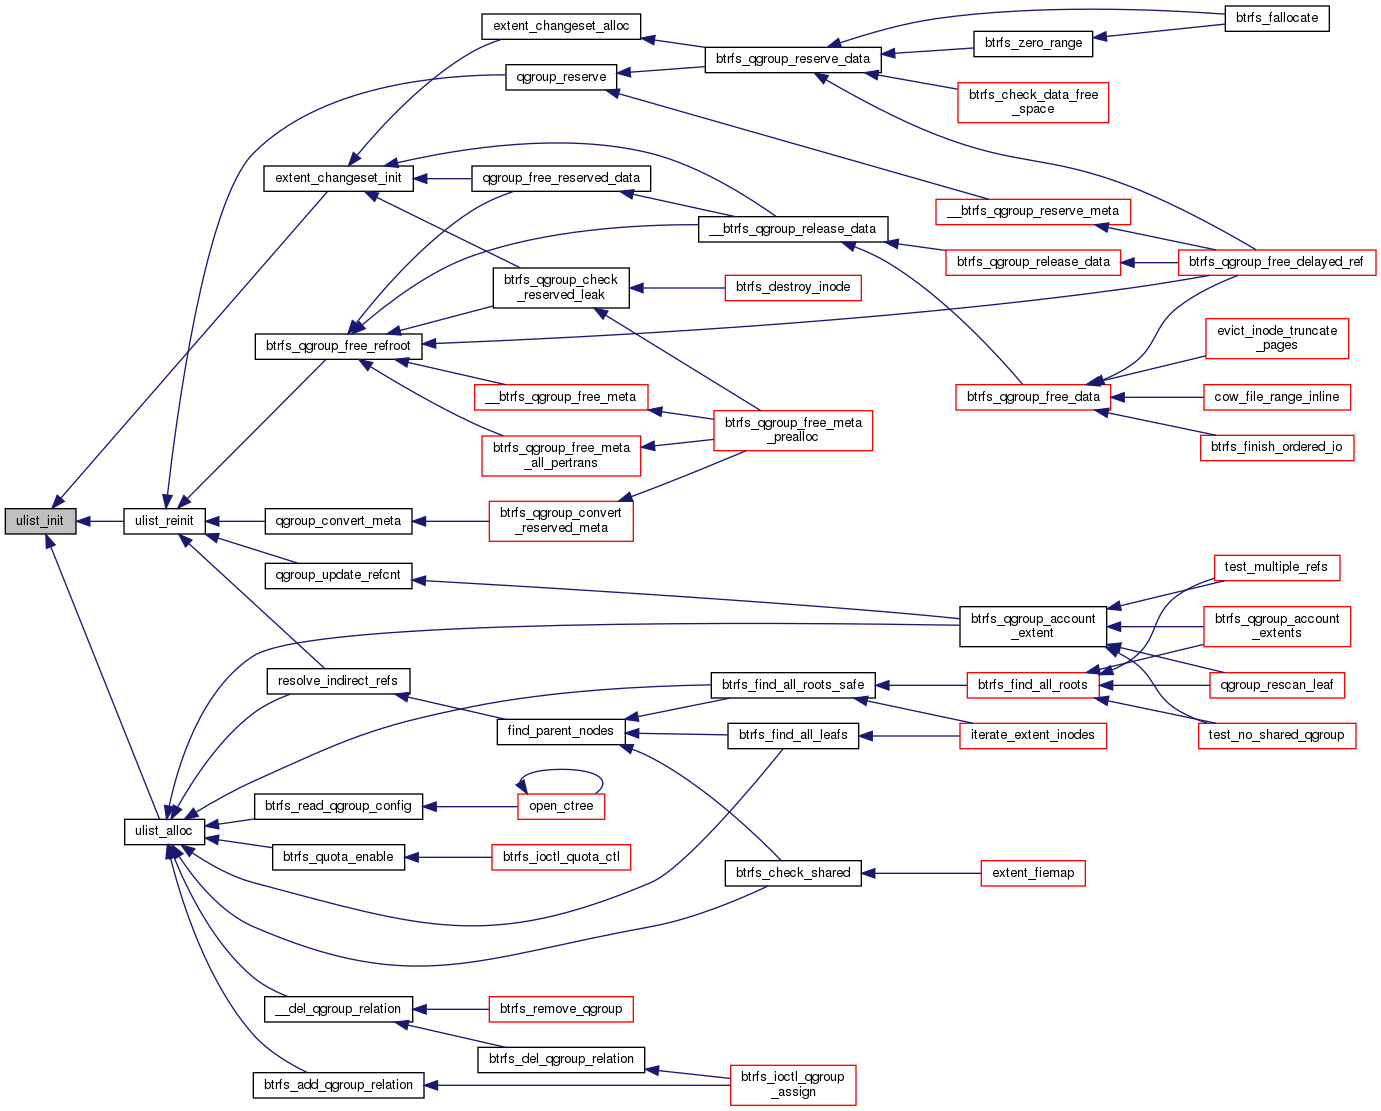 extent_changeset_alloc
btrfs_fallocate
btrfs_zero_range
btrfs_qgroup_reserve_data
qgroup_reserve
btrfs_check_data_free
_space
extent_changeset_init
qgroup_free_reserved_data
__btrfs_qgroup_reserve_meta
__btrfs_qgroup_release_data
btrfs_qgroup_release_data
btrfs_qgroup_free_delayed_ref
btrfs_qgroup_check
_reserved_leak
btrfs_destroy_inode
btrfs_qgroup_free_refroot
evict_inode_truncate
_pages
__btrfs_qgroup_free_meta
btrfs_qgroup_free_data
cow_file_range_inline
btrfs_qgroup_free_meta
_prealloc
btrfs_qgroup_free_meta
_all_pertrans
btrfs_finish_ordered_io
ulist_init
ulist_reinit
qgroup_convert_meta
btrfs_qgroup_convert
_reserved_meta
qgroup_update_refcnt
test_multiple_refs
btrfs_qgroup_account
_extent
btrfs_qgroup_account
_extents
resolve_indirect_refs
btrfs_find_all_roots_safe
btrfs_find_all_roots
qgroup_rescan_leaf
find_parent_nodes
btrfs_find_all_leafs
iterate_extent_inodes
test_no_shared_qgroup
btrfs_read_qgroup_config
open_ctree
ulist_alloc
btrfs_quota_enable
btrfs_ioctl_quota_ctl
btrfs_check_shared
extent_fiemap
__del_qgroup_relation
btrfs_remove_qgroup
btrfs_del_qgroup_relation
btrfs_add_qgroup_relation
btrfs_ioctl_qgroup
_assign